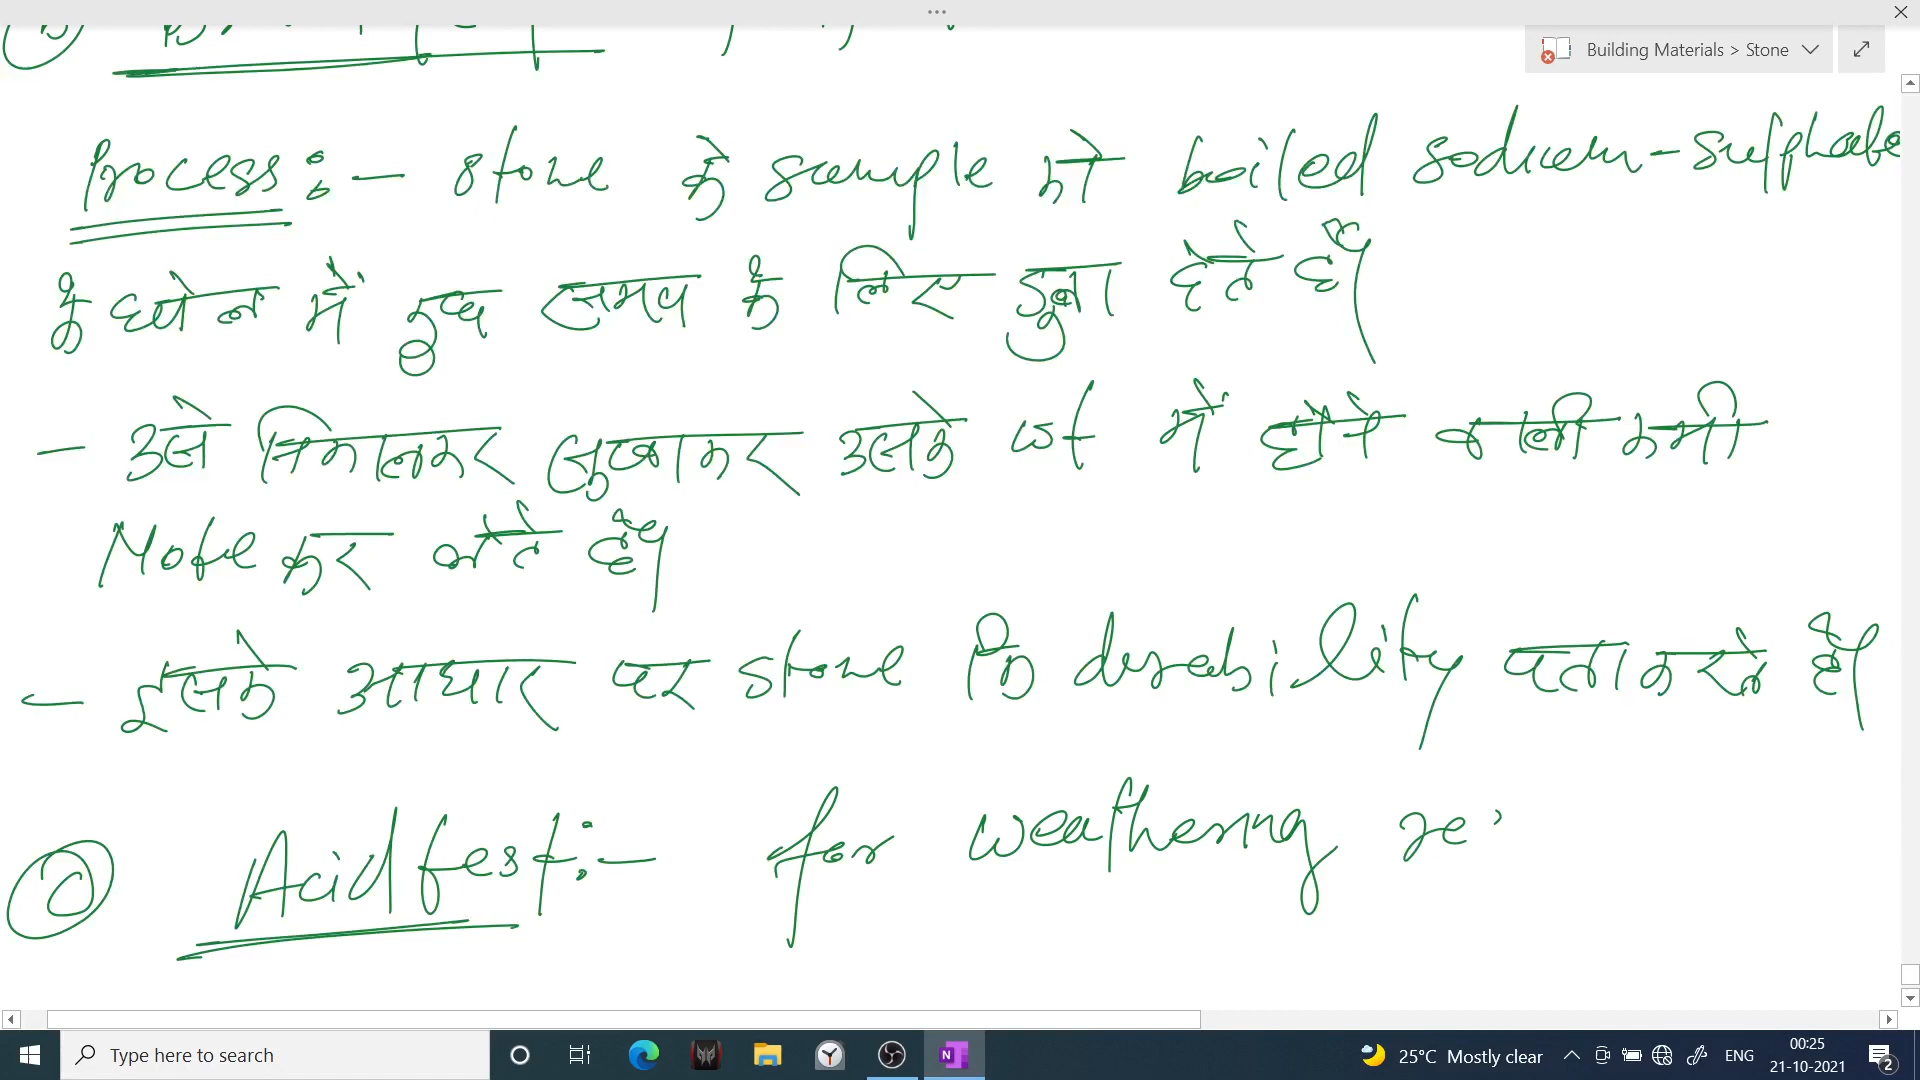 Building Materials > Stone
Process:- stone के sample को boiled sodium-sulphate
के घोल में कुछ समय के लिए डुबा देते हैं।
- उसे निकालकर सुखाकर उसके wt में होने वाली कमी
Note कर लेते हैं।
- इसके आधार पर stone कि durability पता करते हैं।
Acid test:- for weathering re
Type here to search
25°C Mostly clear
ENG
00:25
21-10-2021
2